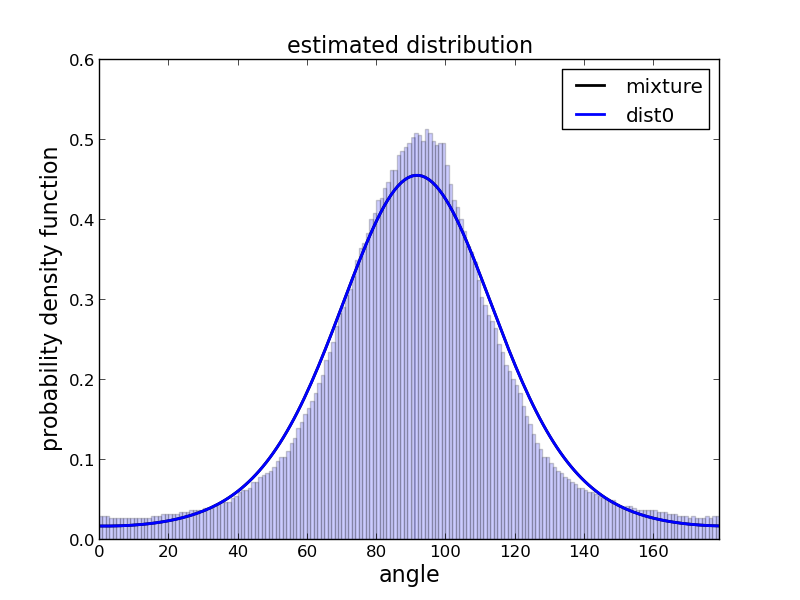 estimated distribution
mixture
dist0
probability density function
0.6
0.5
0.4
0.3
0.2
0.1
0.0
0 20 40 60 80 100 120 140 160
angle